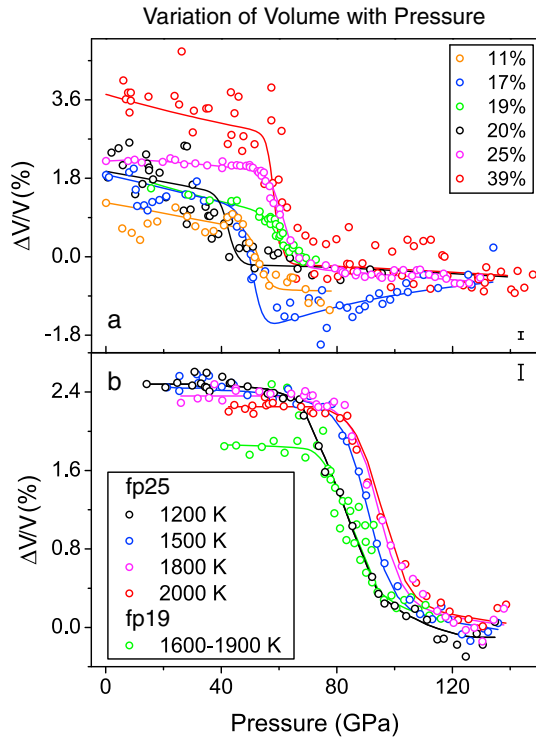 Variation of Volume with Pressure
ΔV/V(%)
3.6
1.8
0.0
-1.8
11%
17%
19%
20%
25%
39%
a
ΔV/V(%)
2.4
1.6
0.8
0.0
b
fp25
1200 K
1500 K
1800 K
2000 K
fp19
1600-1900 K
0
40
80
120
Pressure (GPa)